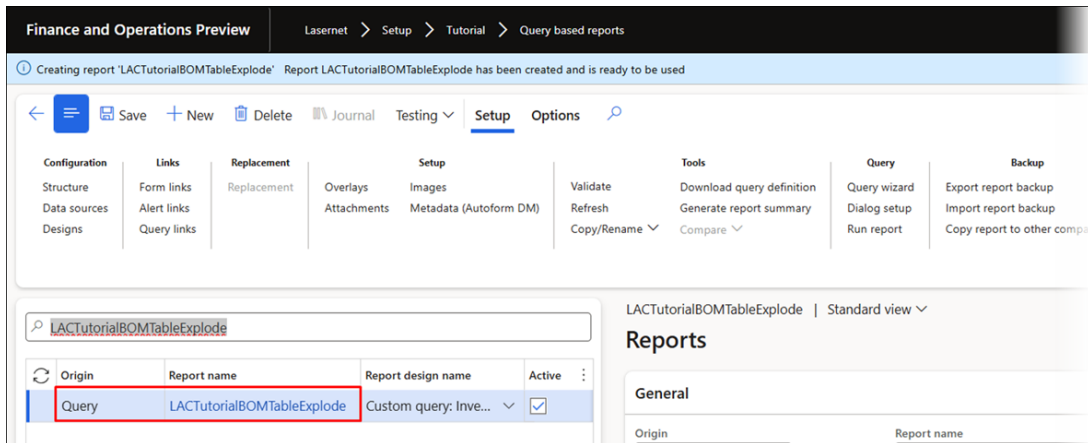 Finance and Operations Preview Lasernet > Setup > Tutorial > Query based reports
Creating report 'LACTutorialBOMTableExplode' Report LACTutorialBOMTableExplode has been created and is ready to be used
Save + New Delete Journal Testing Setup Options
Configuration Links Replacement Setup Tools Query Backup
Structure Form links Replacement Overlays Images Validate Download query definition Query wizard Export report backup
Data sources Alert links Attachments Metadata (Autoform DM) Refresh Generate report summary Dialog setup Import report backup
Designs Query links Copy/Rename Compare Run report Copy report to other compa
LACTutorialBOMTableExplode | Standard view
LACTutorialBOMTableExplode
Reports
Origin Report name Report design name Active
General
Query LACTutorialBOMTableExplode Custom query: Inve...
Origin Report name